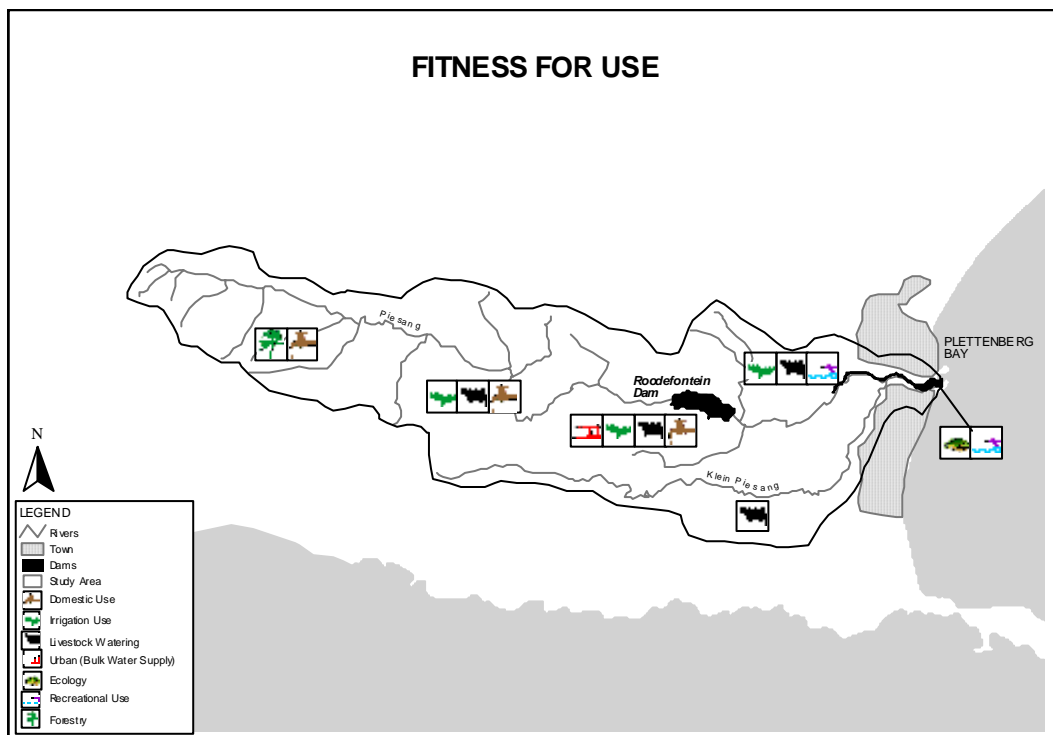 FITNESS FOR USE
Piesang
PLETTENBERG
BAY
Roodefontein
Dam
Klein Piesang
N
LEGEND
Rivers
Town
Dams
Study Area
Domestic Use
Irrigation Use
Livestock Watering
Urban (Bulk Water Supply)
Ecology
Recreational Use
Forestry